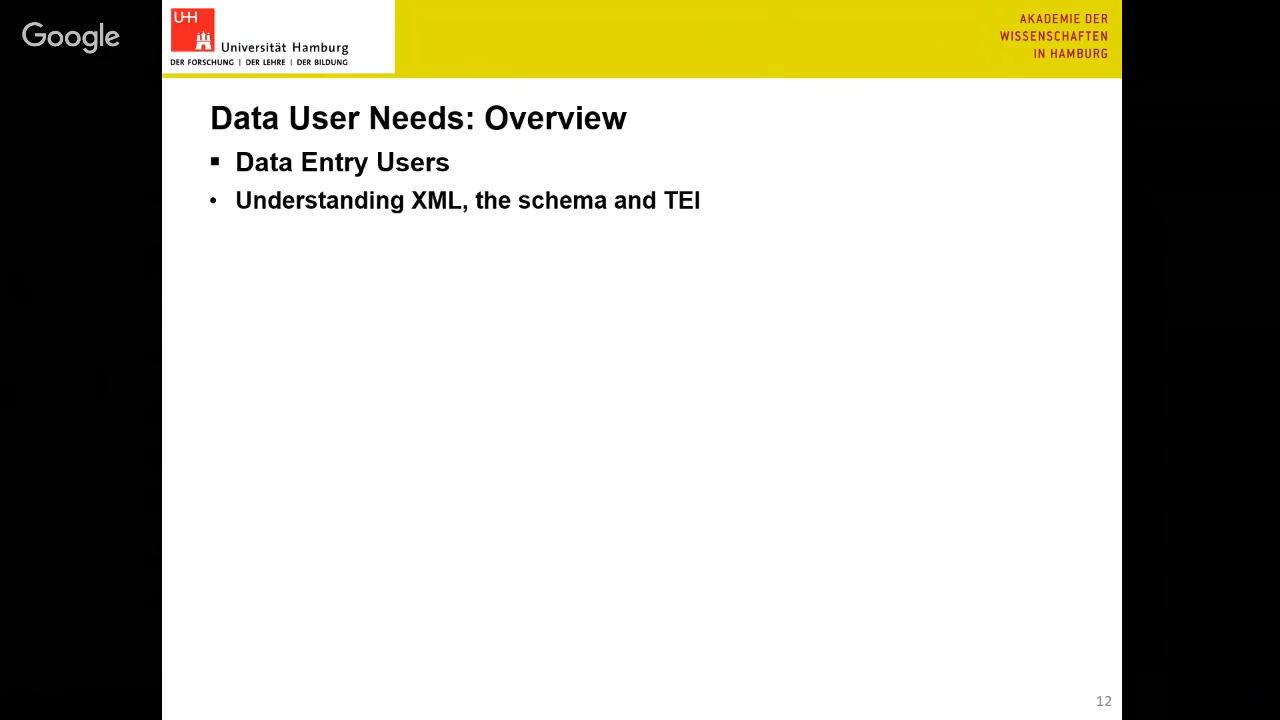 Google
UHH
Universität Hamburg
DER FORSCHUNG | DER LEHRE | DER BILDUNG
AKADEMIE DER
WISSENSCHAFTEN
IN HAMBURG
Data User Needs: Overview
▪ Data Entry Users
• Understanding XML, the schema and TEI
12